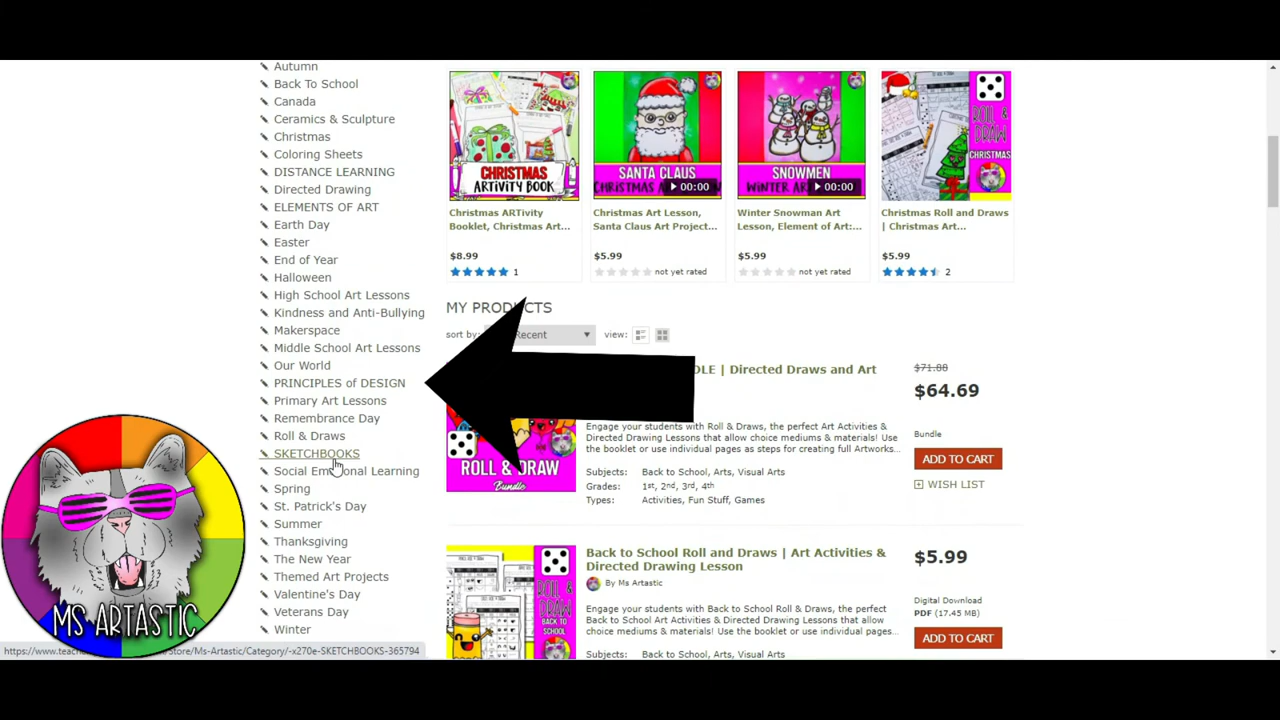 Autumn
Back To School
Canada
Ceramics & Sculpture
Christmas
Coloring Sheets
DISTANCE LEARNING
Directed Drawing
ELEMENTS OF ART
Earth Day
Easter
End of Year
Halloween
High School Art Lessons
Kindness and Anti-Bullying
Makerspace
Middle School Art Lessons
Our World
PRINCIPLES of DESIGN
Primary Art Lessons
Remembrance Day
Roll & Draws
SKETCHBOOKS
Social Emotional Learning
Spring
St. Patrick's Day
Summer
Thanksgiving
The New Year
Themed Art Projects
Valentine's Day
Veterans Day
Winter
MS ARTASTIC
CHRISTMAS
ARTIVITY BOOK
Christmas ARTivity
Booklet, Christmas Art...
$8.99
1
SANTA CLAUS
00:00
Christmas Art Lesson,
Santa Claus Art Project...
$5.99
not yet rated
SNOWMEN
00:00
Winter Snowman Art
Lesson, Element of Art:...
$5.99
not yet rated
ROLL & DRAW
CHRISTMAS
Christmas Roll and Draws
| Christmas Art...
$5.99
2
MY PRODUCTS
sort by:
Recent
view:
| Directed Draws and Art
Engage your students with Roll & Draws, the perfect Art Activities &
Directed Drawing Lessons that allow choice mediums & materials! Use
the booklet or use individual pages as steps for creating full Artworks...
Subjects: Back to School, Arts, Visual Arts
Grades: 1st, 2nd, 3rd, 4th
Types: Activities, Fun Stuff, Games
$71.88
$64.69
Bundle
ADD TO CART
WISH LIST
ROLL & DRAW
Bundle
Back to School Roll and Draws | Art Activities &
Directed Drawing Lesson
By Ms Artastic
Engage your students with Back to School Roll & Draws, the perfect
Back to School Art Activities & Directed Drawing Lessons that allow
choice mediums & materials! Use the booklet or use individual pages...
Subjects: Back to School, Arts, Visual Arts
$5.99
Digital Download
PDF (17.45 MB)
ADD TO CART
ROLL & DRAW
BACK TO
SCHOOL
Store/Ms-Artastic/Category/-x270e-SKETCHBOOKS-365794